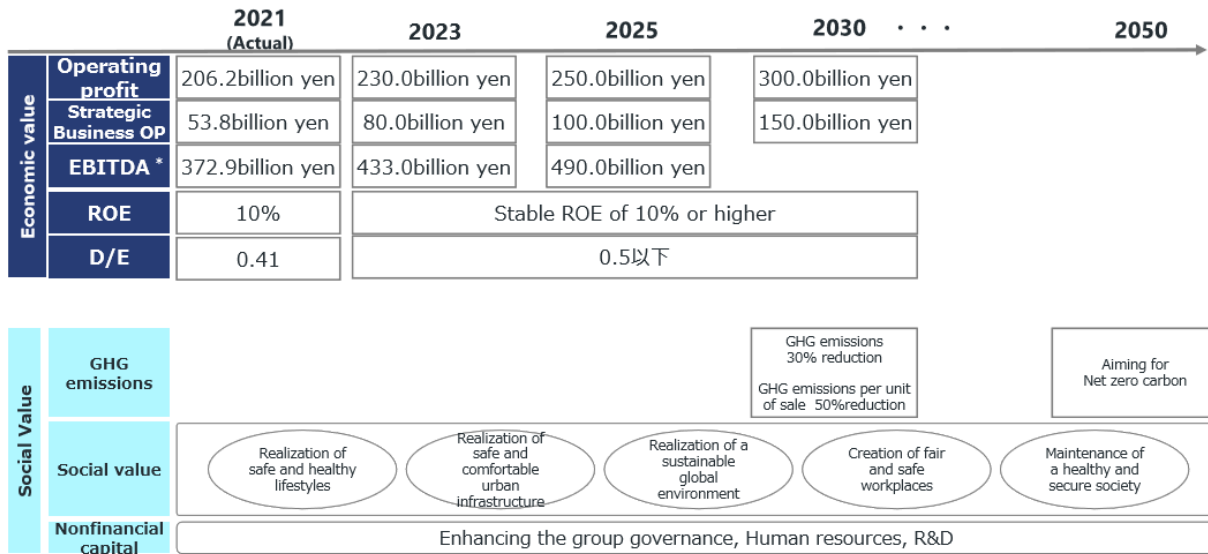 2021
(Actual)
2023
2025
2030 ・・・
2050
Economic value
Operating
profit
206.2billion yen
230.0billion yen
250.0billion yen
300.0billion yen
Strategic
Business OP
53.8billion yen
80.0billion yen
100.0billion yen
150.0billion yen
EBITDA *
372.9billion yen
433.0billion yen
490.0billion yen
ROE
10%
Stable ROE of 10% or higher
D/E
0.41
0.5以下
Social Value
GHG
emissions
GHG emissions
30% reduction
GHG emissions per unit
of sale 50%reduction
Aiming for
Net zero carbon
Social value
Realization of
safe and healthy
lifestyles
Realization of
safe and
comfortable
urban
infrastructure
Realization of a
sustainable
global
environment
Creation of fair
and safe
workplaces
Maintenance of
a healthy and
secure society
Nonfinancial
capital
Enhancing the group governance, Human resources, R&D